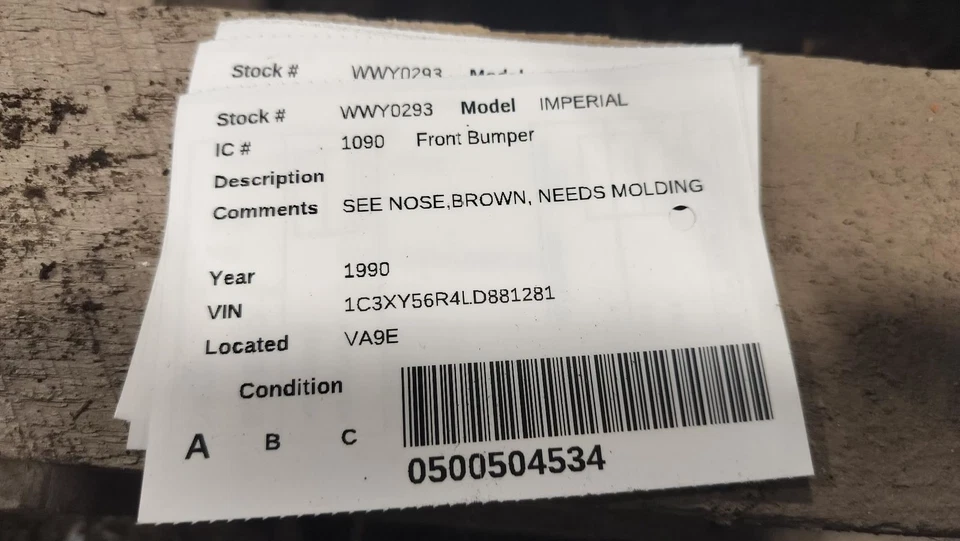 Stock # WWY0293 Model
Stock # WWY0293 Model IMPERIAL
IC # 1090 Front Bumper
Description
Comments SEE NOSE,BROWN, NEEDS MOLDING
Year 1990
VIN 1C3XY56R4LD881281
Located VA9E
Condition
A B C
0500504534